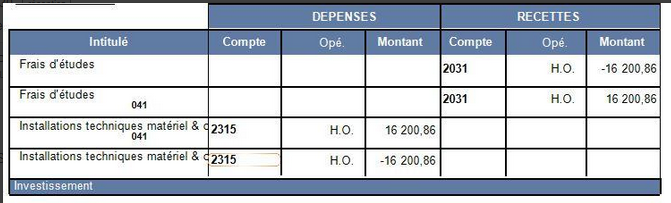 DEPENSES RECETTES
Intitulé Compte Opé. Montant Compte Opé. Montant
Frais d'études 2031 H.O. -16 200,86
Frais d'études 2031 H.O. 16 200,86
041
Installations techniques matériel & o 2315 H.O. 16 200,86
041
Installations techniques matériel & o 2315 H.O. -16 200,86
Investissement